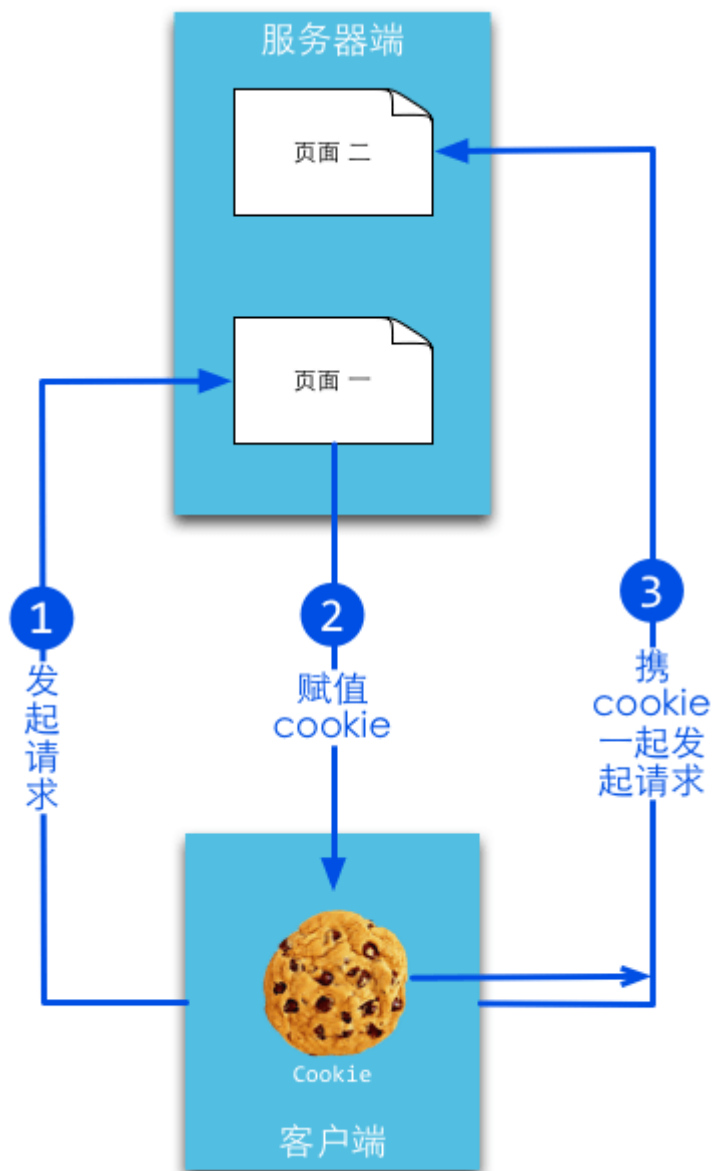 服务器端
页面 二
页面 一
1
发
起
请
求
2
赋值
cookie
3
携
cookie
一起发
起请求
Cookie
客户端